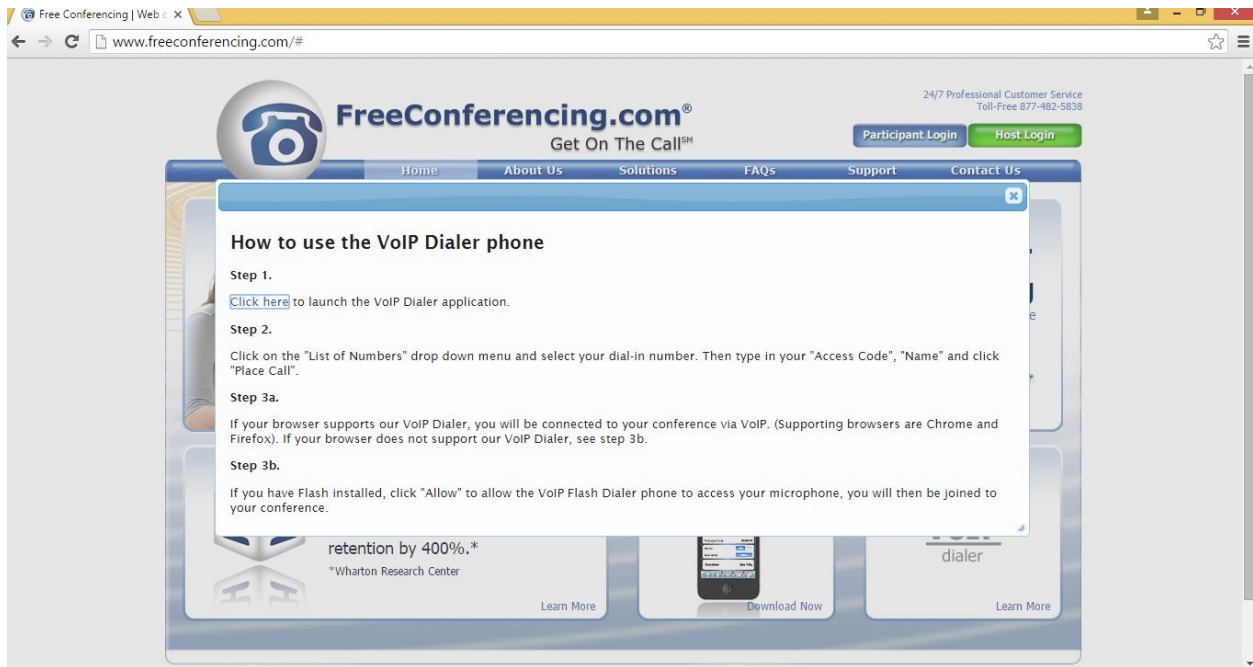 Free Conferencing | Web c
www.freeconferencing.com/#
24/7 Professional Customer Service
Toll-Free 877-482-5838
FreeConferencing.com®
Get On The Call℠
Participant Login
Host Login
Home About Us Solutions FAQs Support Contact Us
How to use the VoIP Dialer phone
Step 1.
Click here to launch the VoIP Dialer application.
Step 2.
Click on the "List of Numbers" drop down menu and select your dial-in number. Then type in your "Access Code", "Name" and click
"Place Call".
Step 3a.
If your browser supports our VoIP Dialer, you will be connected to your conference via VoIP. (Supporting browsers are Chrome and
Firefox). If your browser does not support our VoIP Dialer, see step 3b.
Step 3b.
If you have Flash installed, click "Allow" to allow the VoIP Flash Dialer phone to access your microphone, you will then be joined to
your conference.
retention by 400%.*
*Wharton Research Center
dialer
Learn More
Download Now
Learn More